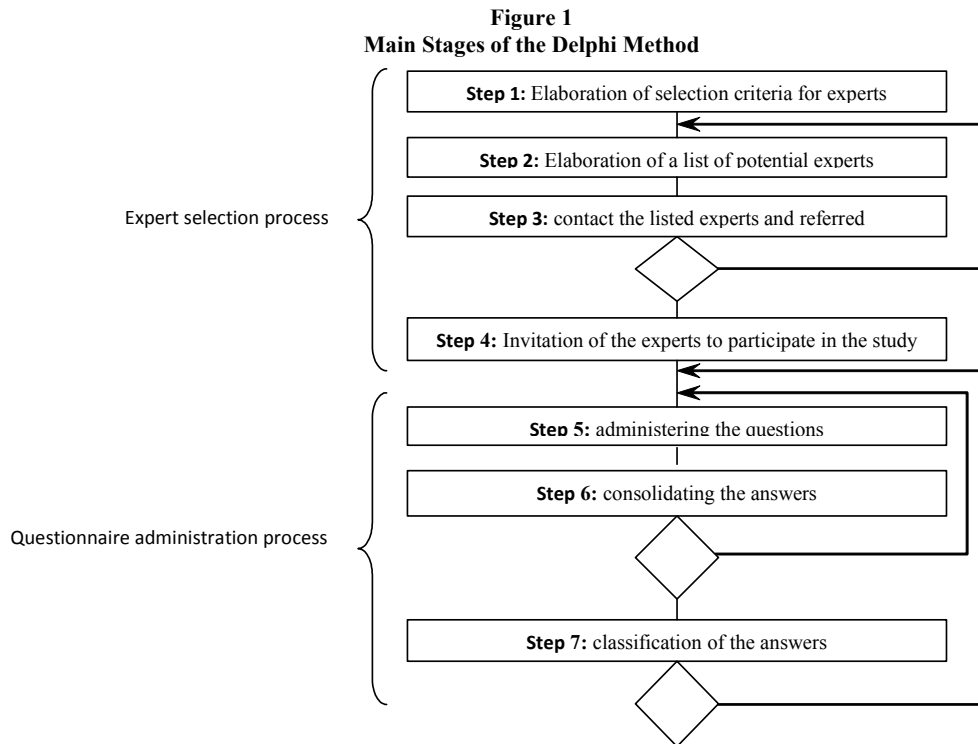 Figure 1
Main Stages of the Delphi Method
Step 1: Elaboration of selection criteria for experts
Step 2: Elaboration of a list of potential experts
Expert selection process
Step 3: contact the listed experts and referred
Step 4: Invitation of the experts to participate in the study
Step 5: administering the questions
Step 6: consolidating the answers
Questionnaire administration process
Step 7: classification of the answers